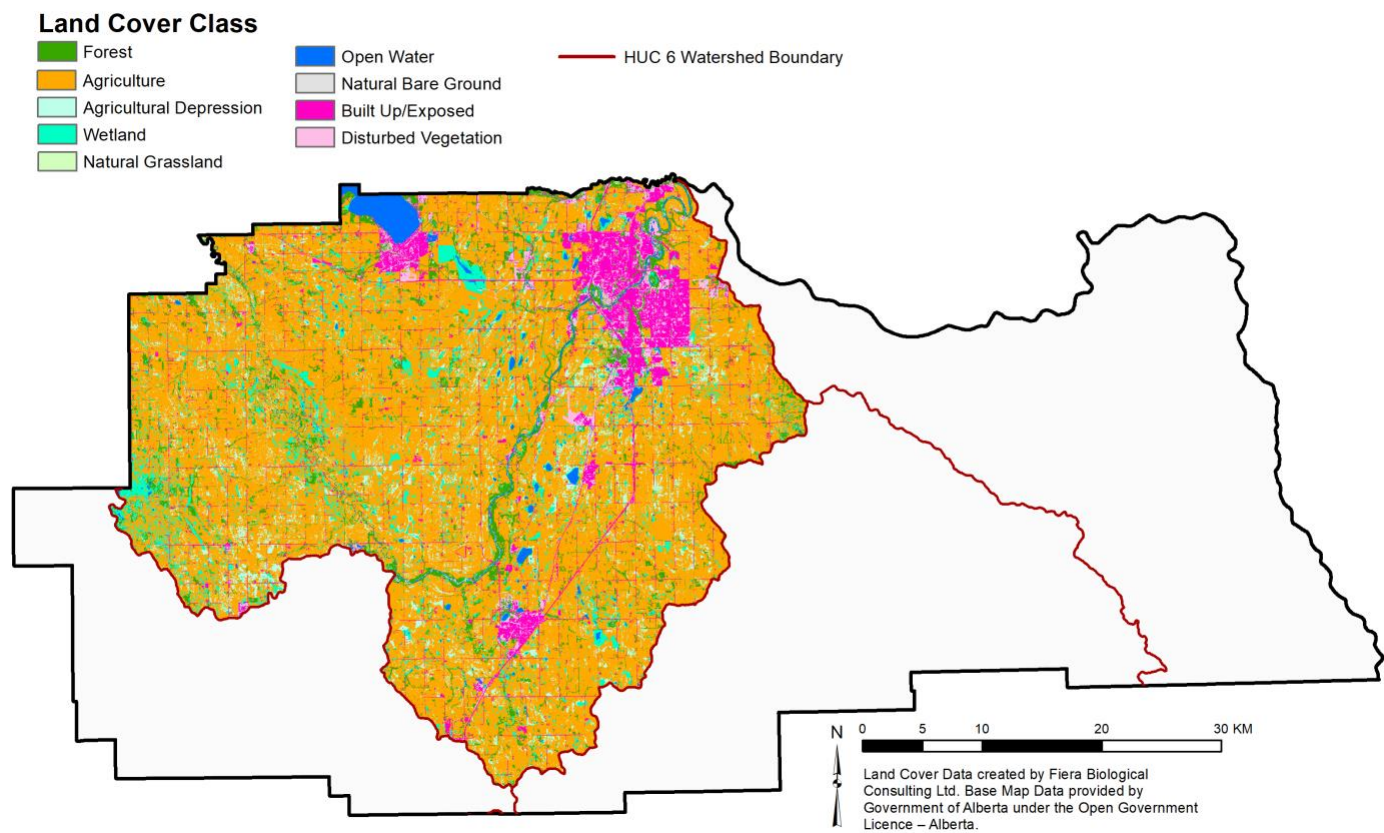 Land Cover Class
Forest
Agriculture
Agricultural Depression
Wetland
Natural Grassland
Open Water
Natural Bare Ground
Built Up/Exposed
Disturbed Vegetation
HUC 6 Watershed Boundary
N
0 5 10 20 30 KM
Land Cover Data created by Fiera Biological
Consulting Ltd. Base Map Data provided by
Government of Alberta under the Open Government
Licence – Alberta.